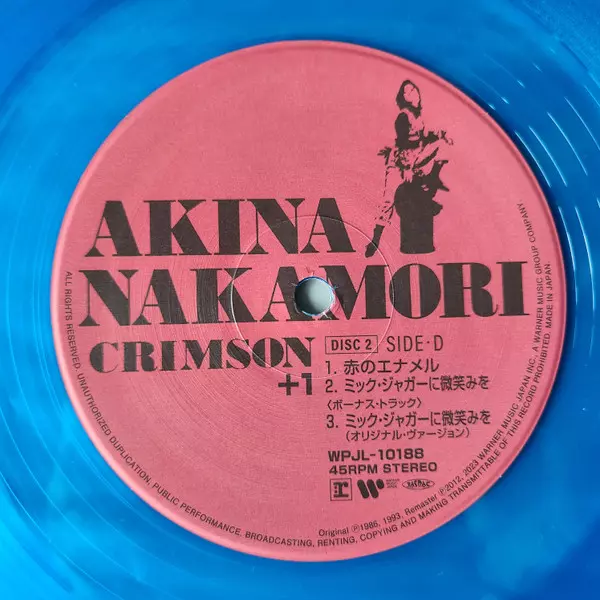 AKINA
NAKAMORI
CRIMSON
+1
DISC 2 SIDE·D
1. 赤のエナメル
2. ミック・ジャガーに微笑みを
〈ボーナス・トラック〉
3. ミック・ジャガーに微笑みを
(オリジナル・ヴァージョン)
WPJL-10188
45RPM STEREO
Original ℗1986, 1993, Remaster ℗2012, 2023 WARNER MUSIC JAPAN INC. A WARNER MUSIC GROUP COMPANY.
ALL RIGHTS RESERVED. UNAUTHORIZED DUPLICATION, PUBLIC PERFORMANCE, BROADCASTING, RENTING, COPYING AND MAKING TRANSMITTABLE OF THIS RECORD PROHIBITED. MADE IN JAPAN.